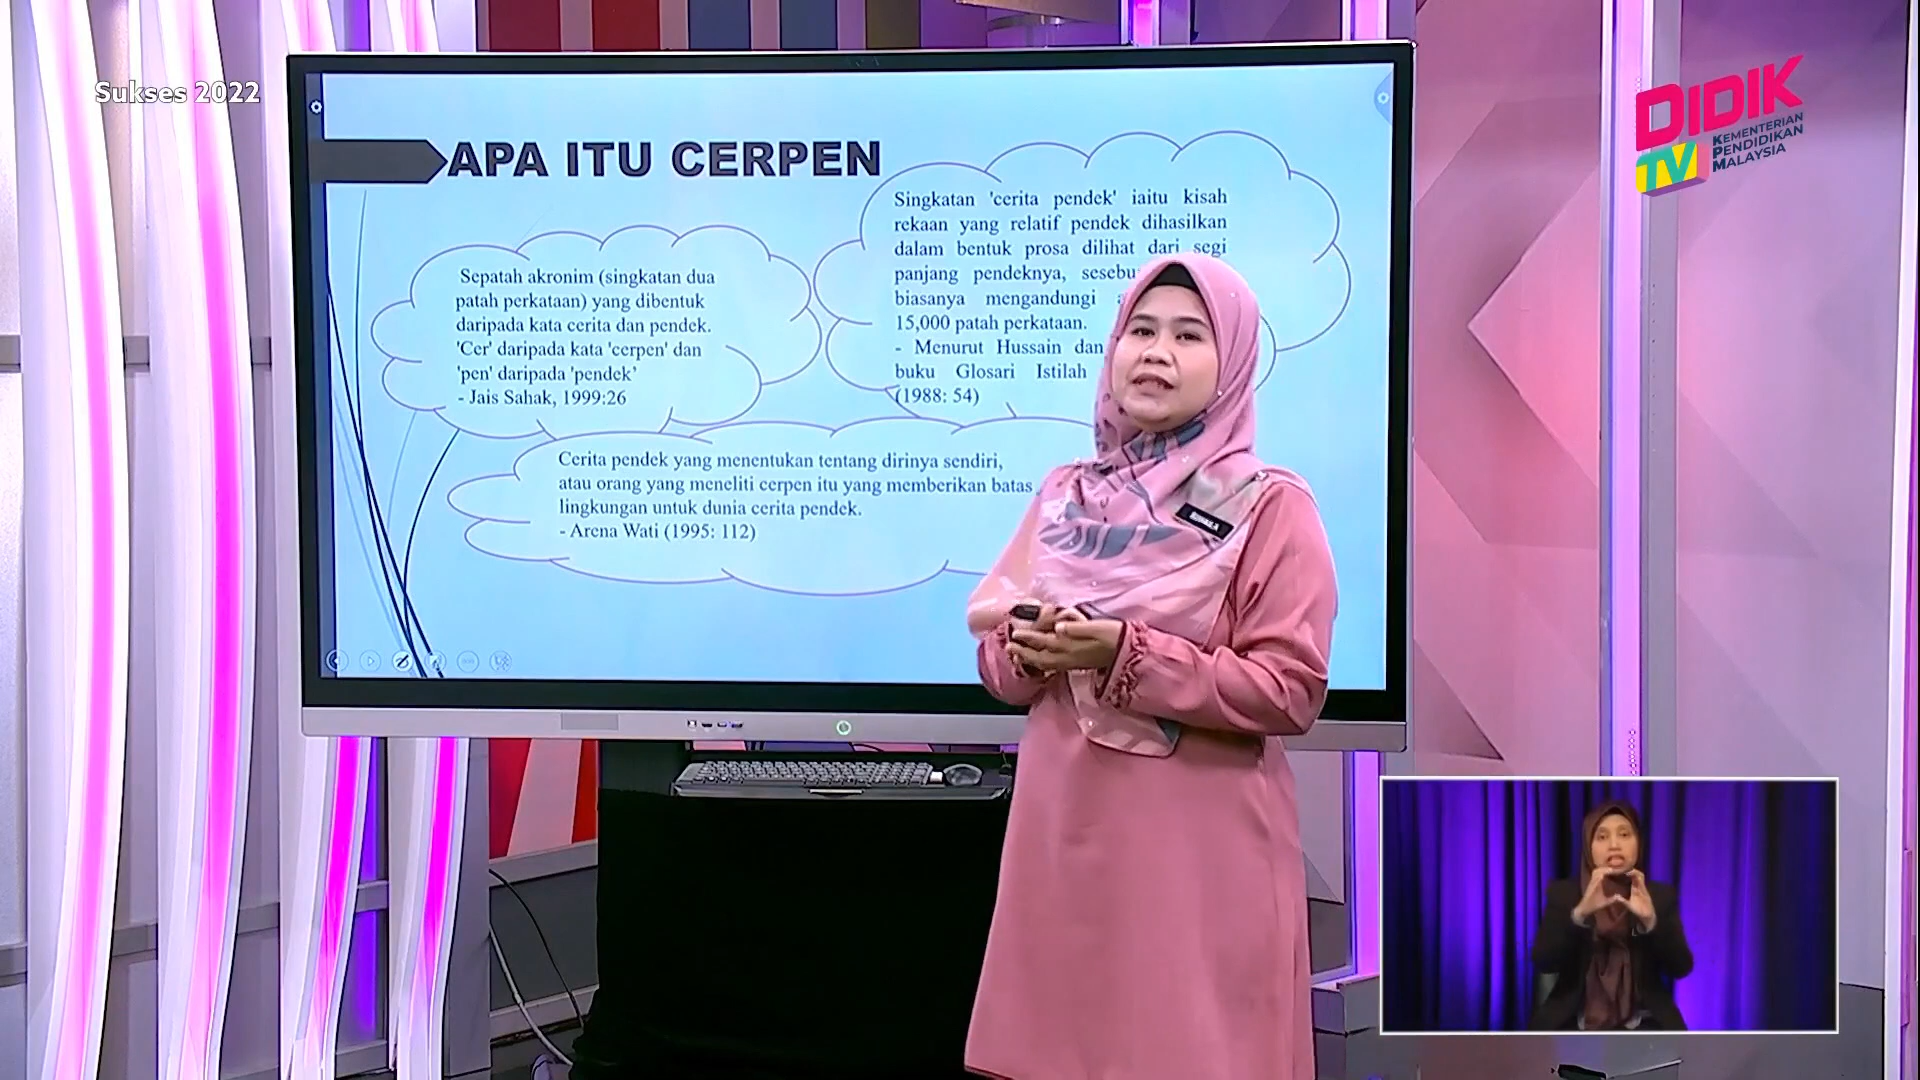 Sukses 2022
DIDIK
TV
KEMENTERIAN
PENDIDIKAN
MALAYSIA
APA ITU CERPEN
Sepatah akronim (singkatan dua
patah perkataan) yang dibentuk
daripada kata cerita dan pendek.
'Cer' daripada kata 'cerpen' dan
'pen' daripada 'pendek'
- Jais Sahak, 1999:26
Singkatan 'cerita pendek' iaitu kisah
rekaan yang relatif pendek dihasilkan
dalam bentuk prosa dilihat dari segi
panjang pendeknya,
biasanya mengandungi
15,000 patah perkataan.
- Menurut Hussain dan
buku Glosari Istilah
(1988: 54)
Cerita pendek yang menentukan tentang dirinya sendiri,
atau orang yang meneliti cerpen itu yang memberikan batas
lingkungan untuk dunia cerita pendek.
- Arena Wati (1995: 112)